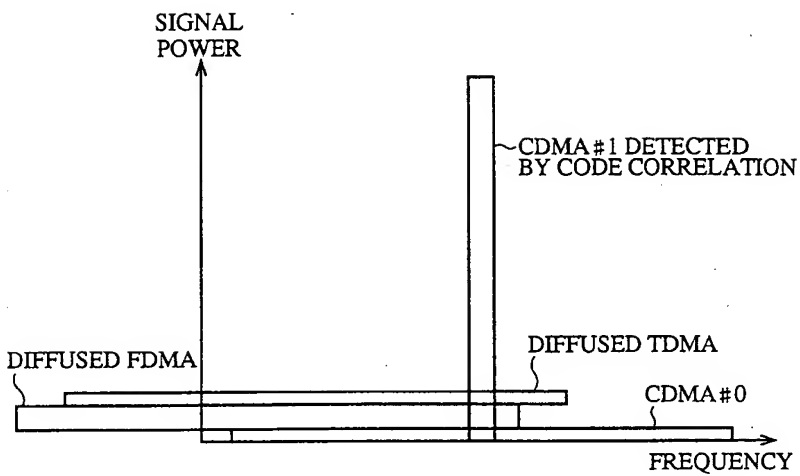 SIGNAL
POWER
CDMA#1 DETECTED
BY CODE CORRELATION
DIFFUSED FDMA
DIFFUSED TDMA
CDMA#0
FREQUENCY